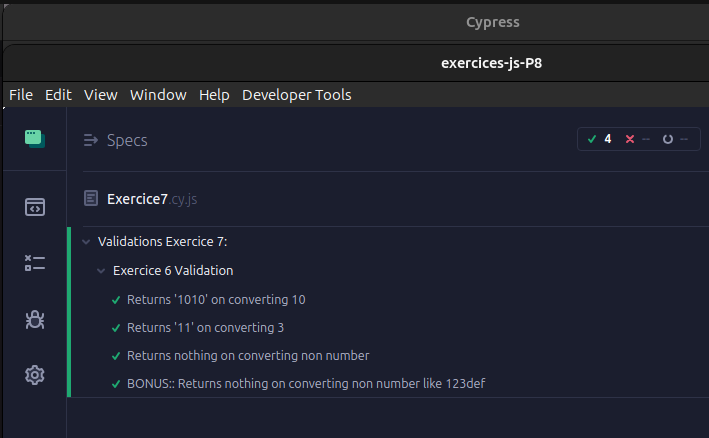 Cypress
exercices-js-P8
File Edit View Window Help Developer Tools
Specs 4 -- --
Exercice7.cy.js
Validations Exercice 7:
Exercice 6 Validation
Returns '1010' on converting 10
Returns '11' on converting 3
Returns nothing on converting non number
BONUS:: Returns nothing on converting non number like 123def